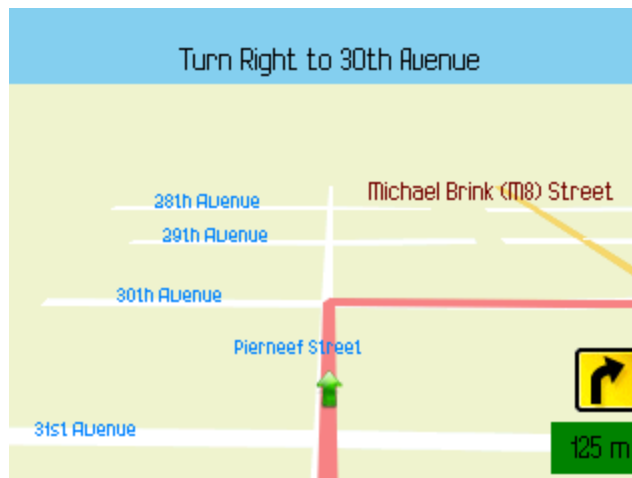 Turn Right to 30th Avenue
Michael Brink (M8) Street
28th Avenue
29th Avenue
30th Avenue
Pierneef Street
31st Avenue
125 m